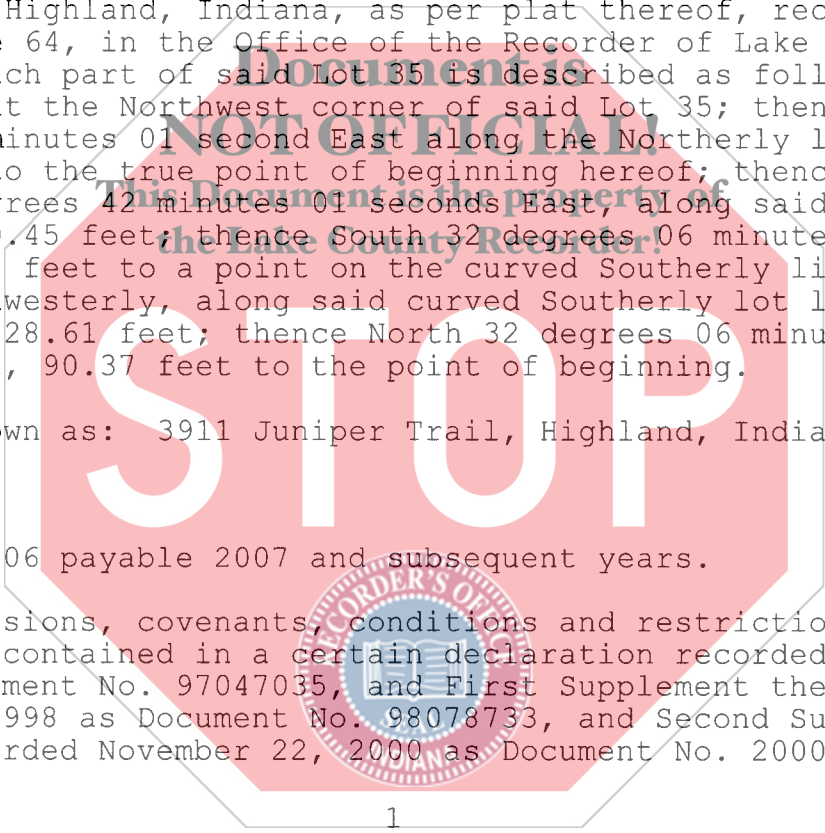 Highland, Indiana, as per plat thereof, rec
e 64, in the Office of the Recorder of Lake
ch part of said Lot 35 is described as foll
t the Northwest corner of said Lot 35; then
inutes 01 second East along the Northerly l
o the true point of beginning hereof; thenc
rees 42 minutes 01 seconds East, along said
.45 feet; thence South 32 degrees 06 minute
feet to a point on the curved Southerly li
westerly, along said curved Southerly lot l
28.61 feet; thence North 32 degrees 06 minu
, 90.37 feet to the point of beginning.
wn as: 3911 Juniper Trail, Highland, India
06 payable 2007 and subsequent years.
sions, covenants, conditions and restrictio
contained in a certain declaration recorded
ment No. 97047035, and First Supplement the
998 as Document No. 98078733, and Second Su
rded November 22, 2000 as Document No. 2000
1
Document is
NOT OFFICIAL!
This Document is the property of
the Lake County Recorder!
STOP
RECORDER'S OFFICE
INDIANA